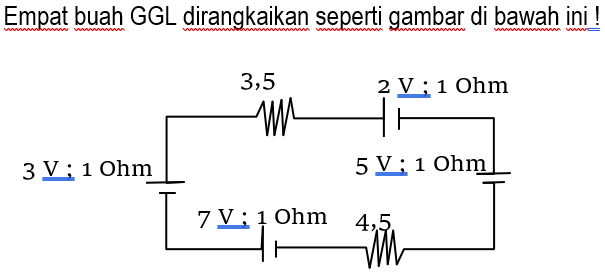 Empat buah GGL dirangkaikan seperti gambar di bawah ini !
3,5
2 V ; 1 Ohm
3 V ; 1 Ohm
5 V ; 1 Ohm
7 V ; 1 Ohm
4,5